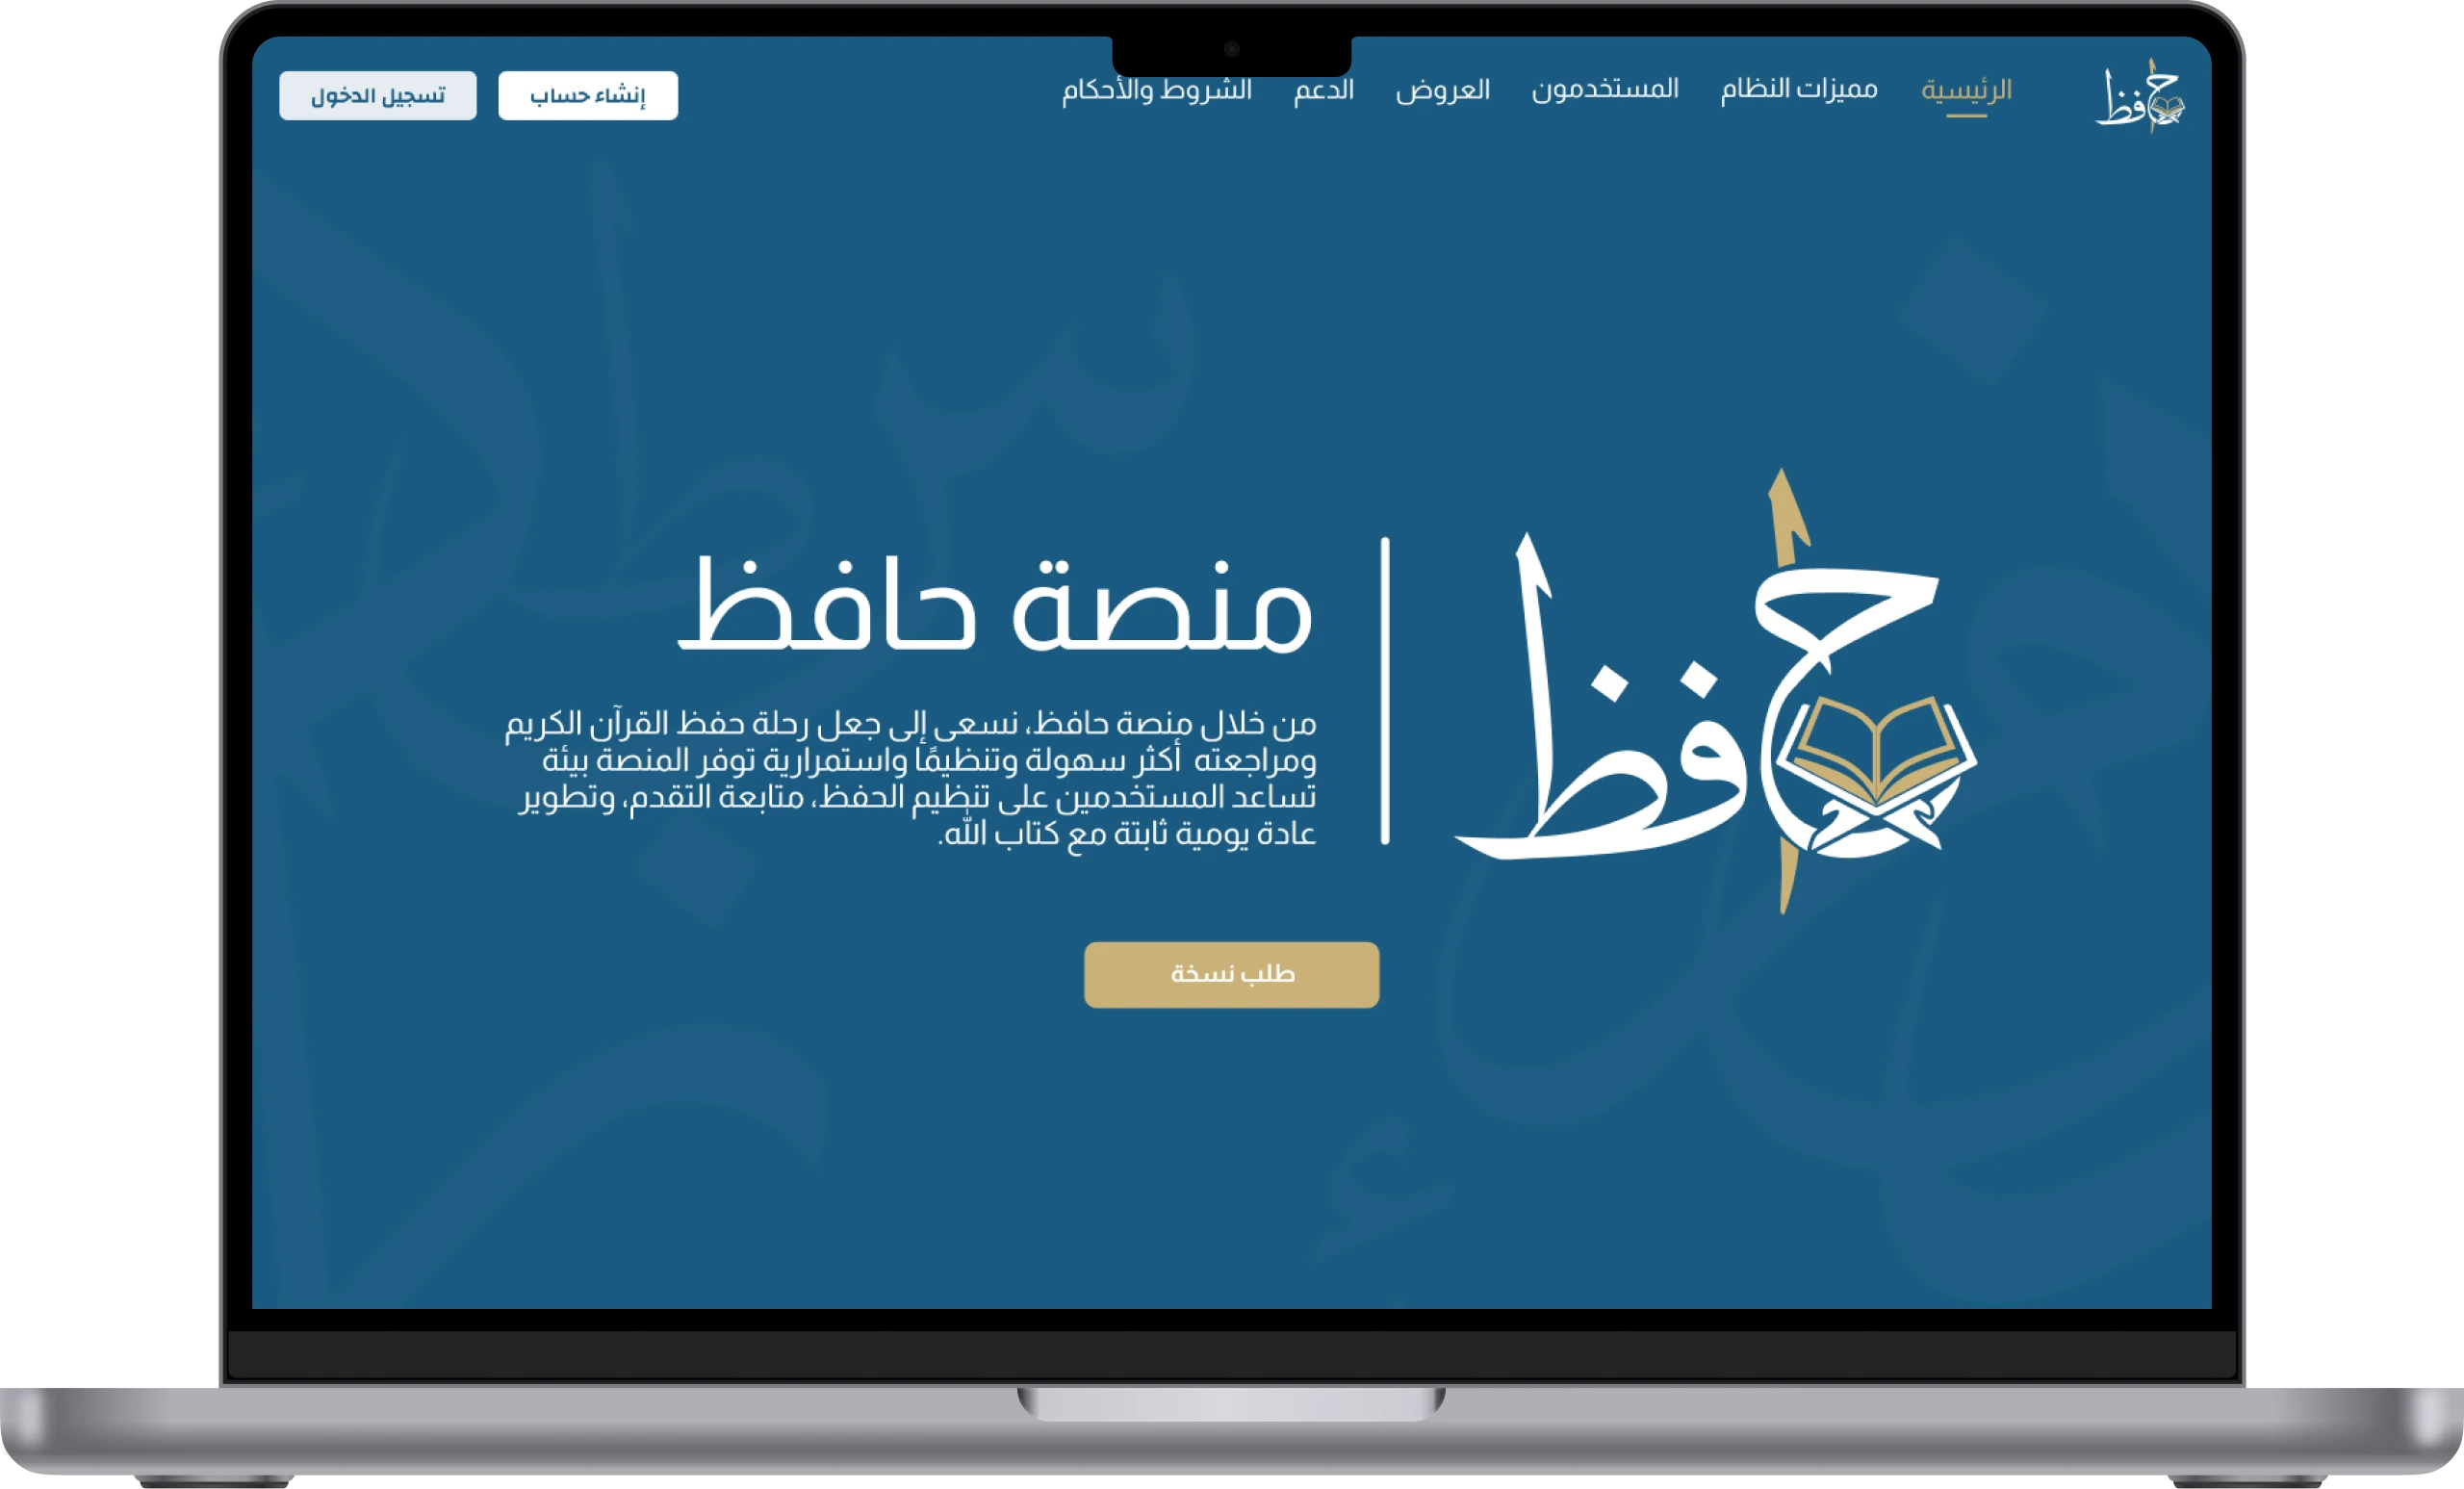 حافظ
الرئيسية
مميزات النظام
المستخدمون
العروض
الدعم
الشروط والأحكام
إنشاء حساب
تسجيل الدخول
حافظ
منصة حافظ
من خلال منصة حافظ، نسعى إلى جعل رحلة حفظ القرآن الكريم
ومراجعته أكثر سهولة وتنظيمًا واستمرارية توفر المنصة بيئة
تساعد المستخدمين على تنظيم الحفظ، متابعة التقدم، وتطوير
عادة يومية ثابتة مع كتاب الله.
طلب نسخة